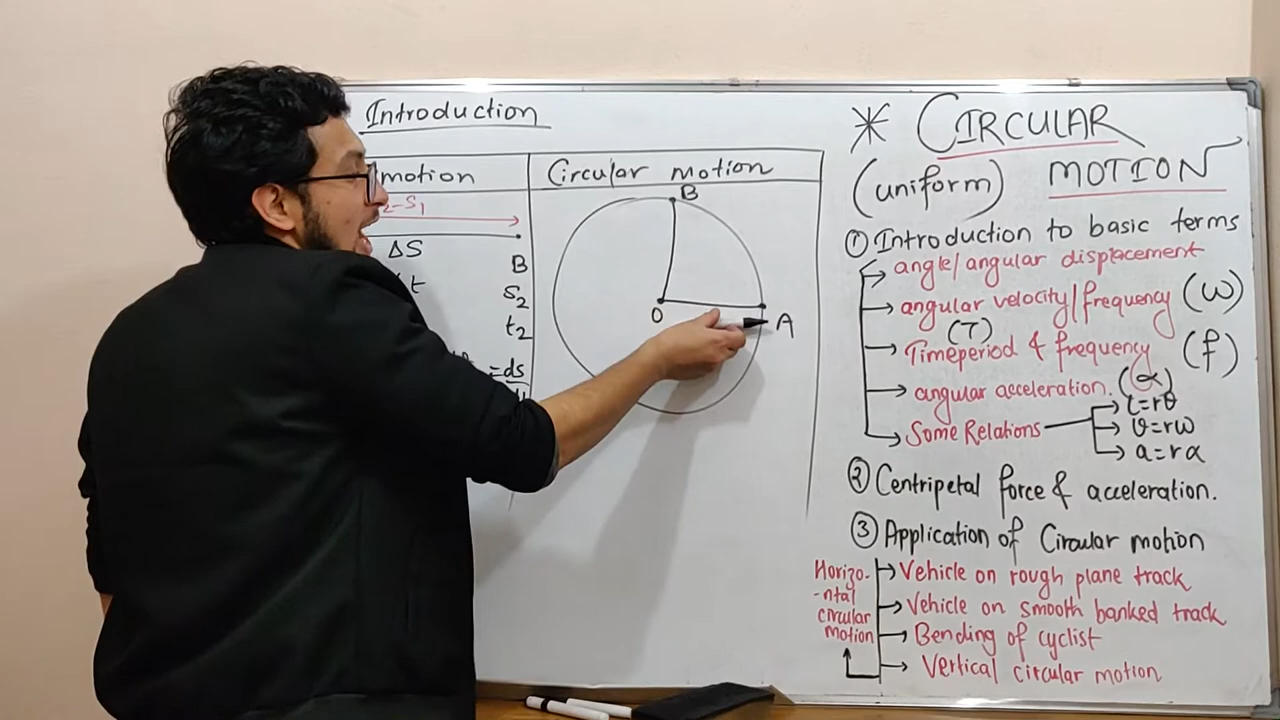 Introduction
motion
Circular motion
2-S1
ΔS
B
S2
t
t2
=ds
B
O
A
* CIRCULAR
(uniform) MOTION
① Introduction to basic terms
angle/angular displacement
angular velocity/frequency (ω)
(T)
Timeperiod & frequency (f)
angular acceleration. (α)
Some Relations
l=rθ
v=rω
a=rα
② Centripetal force & acceleration.
③ Application of Circular motion
Horizo-
-ntal
circular
motion
Vehicle on rough plane track
Vehicle on smooth banked track
Bending of cyclist
Vertical circular motion